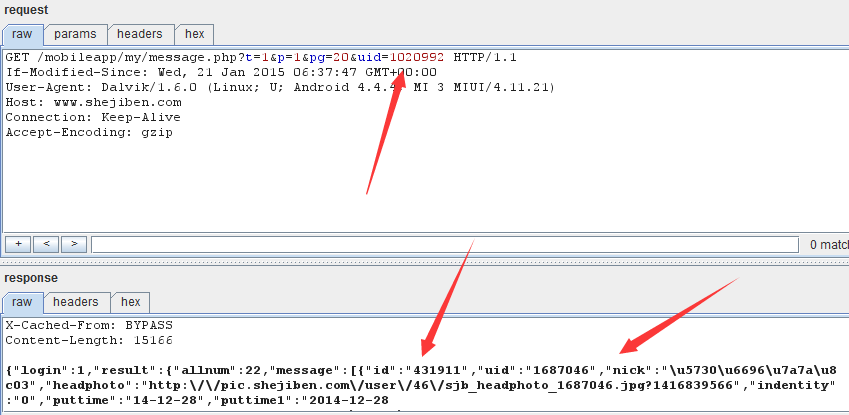 request
raw params headers hex
GET /mobileapp/my/message.php?t=1&p=1&pg=20&uid=1020992 HTTP/1.1
If-Modified-Since: Wed, 21 Jan 2015 06:37:47 GMT+00:00
User-Agent: Dalvik/1.6.0 (Linux; U; Android 4.4.4; MI 3 MIUI/4.11.21)
Host: www.shejiben.com
Connection: Keep-Alive
Accept-Encoding: gzip
+ < > 0 matc
response
raw headers hex
X-Cached-From: BYPASS
Content-Length: 15166
{"login":1,"result":{"allnum":22,"message":[{"id":"431911","uid":"1687046","nick":"\u5730\u6696\u7a7a\u8
c03","headphoto":"http:\/\/pic.shejiben.com\/user\/46\/sjb_headphoto_1687046.jpg?1416839566","indentity"
:"0","puttime":"14-12-28","puttime1":"2014-12-28